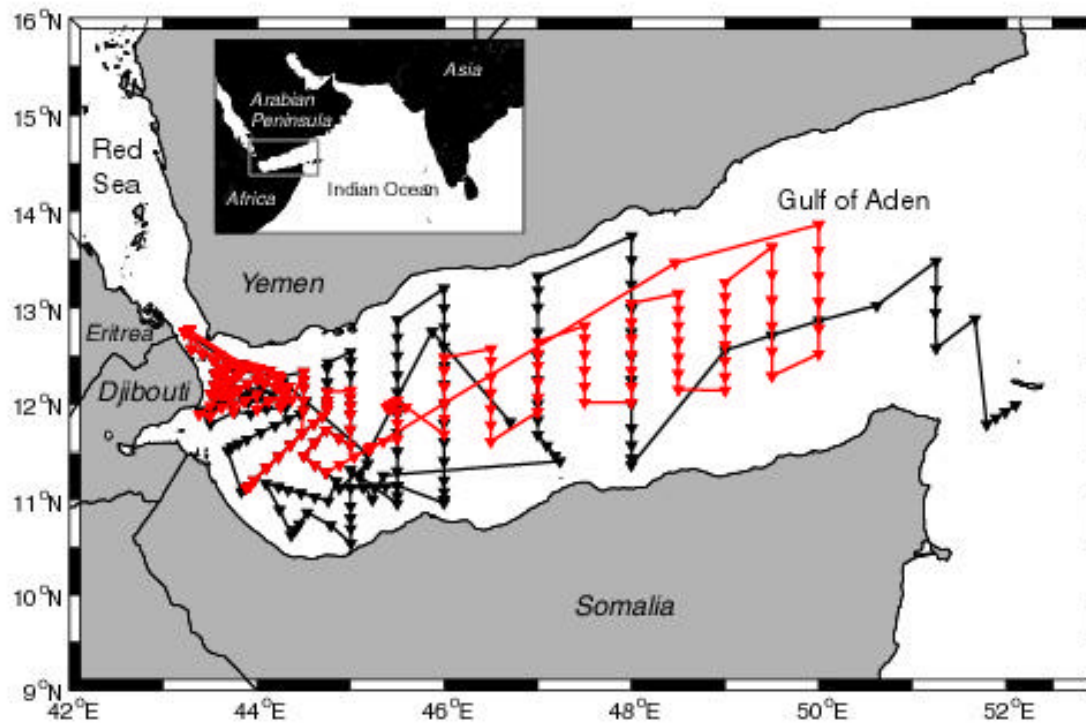 16°N
15°N
14°N
13°N
12°N
11°N
10°N
9°N
42°E
44°E
46°E
48°E
50°E
52°E
Asia
Arabian
Peninsula
Africa
Indian Ocean
Red
Sea
Gulf of Aden
Yemen
Eritrea
Djibouti
Somalia